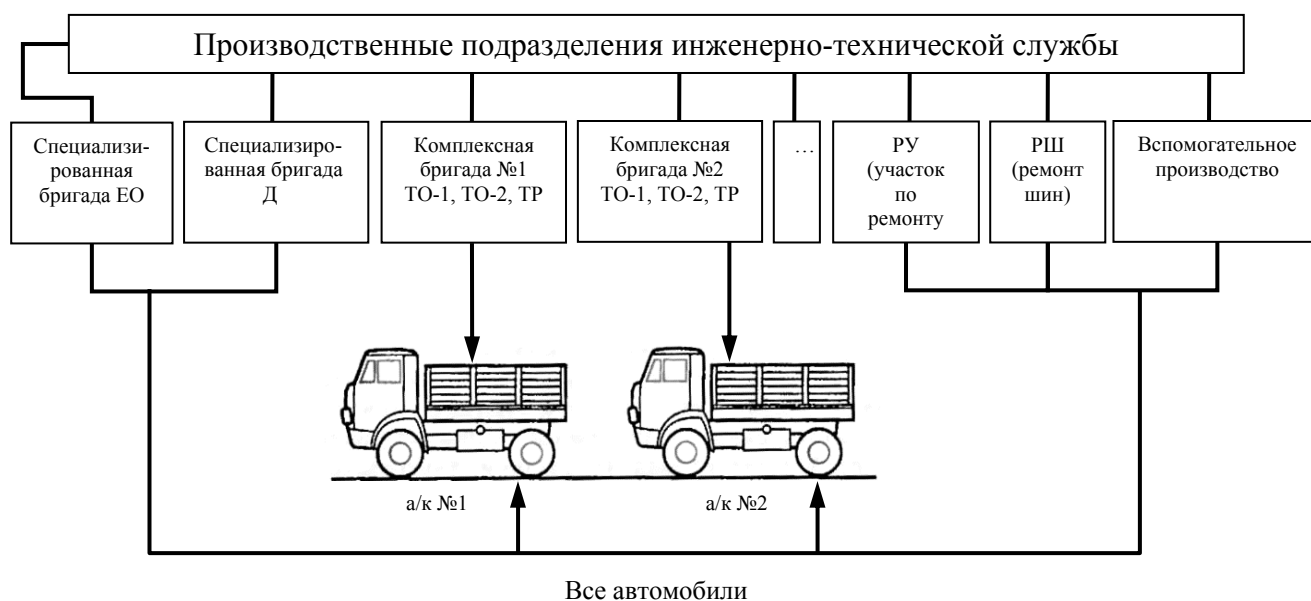 Производственные подразделения инженерно-технической службы
Специализи-
рованная
бригада ЕО
Специализиро-
ванная бригада
Д
Комплексная
бригада №1
ТО-1, ТО-2, ТР
Комплексная
бригада №2
ТО-1, ТО-2, ТР
…
РУ
(участок
по
ремонту
РШ
(ремонт
шин)
Вспомогательное
производство
а/к №1
а/к №2
Все автомобили